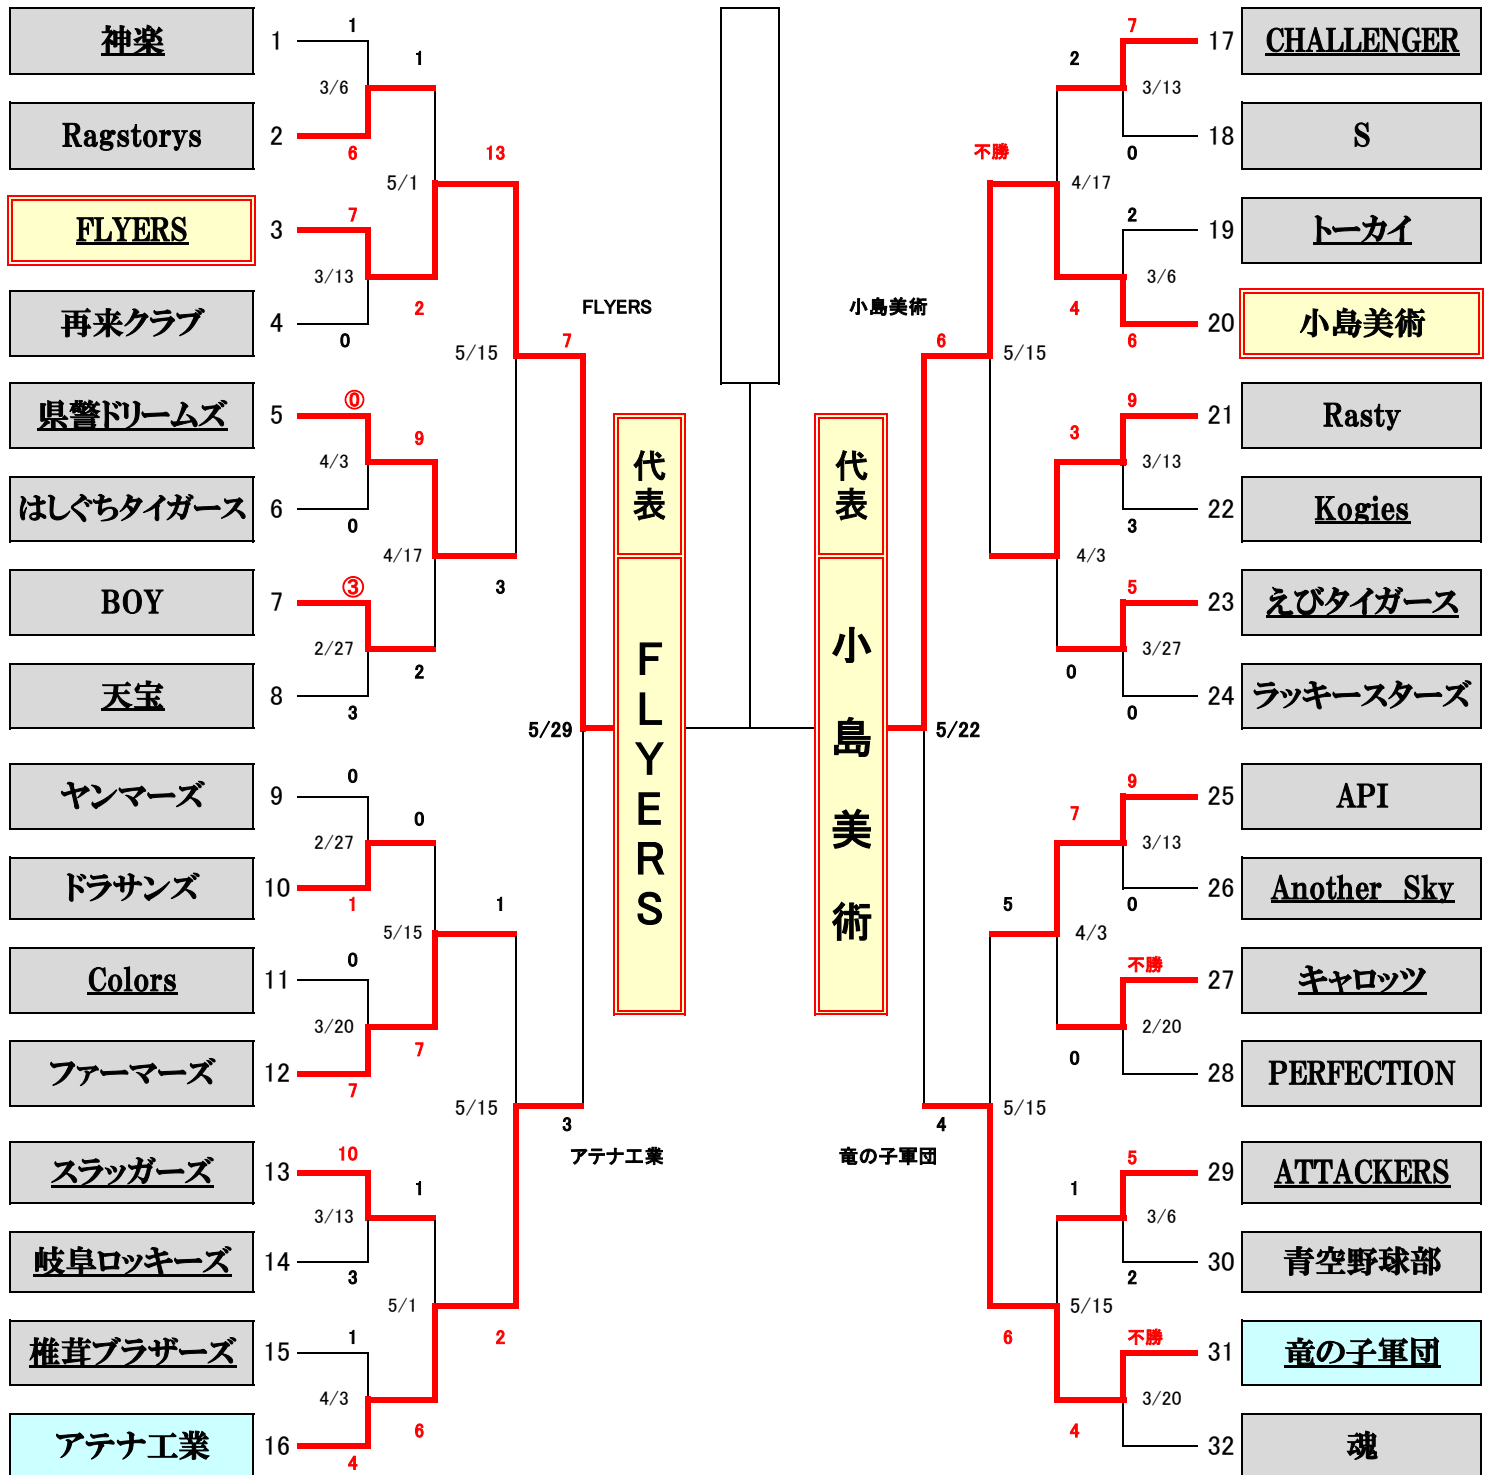 神楽
1
1
3/6
Ragstorys
2
6
1
FLYERS
3
7
3/13
再来クラブ
4
0
2
5/1
13
県警ドリームズ
5
⓪
4/3
はしぐちタイガース
6
0
9
BOY
7
③
2/27
天宝
8
3
2
4/17
3
5/15
FLYERS
7
ヤンマーズ
9
0
2/27
ドラサンズ
10
1
0
Colors
11
0
3/20
ファーマーズ
12
7
7
5/15
1
スラッガーズ
13
10
3/13
岐阜ロッキーズ
14
3
1
椎茸ブラザーズ
15
1
4/3
アテナ工業
16
4
6
5/1
2
5/15
3
アテナ工業
5/29
代表
FLYERS
代表
小島美術
5/22
小島美術
6
不勝
5/15
2
4/17
4
7
17
CHALLENGER
3/13
0
18
S
2
19
トーカイ
3/6
6
20
小島美術
3
4/3
0
9
21
Rasty
3/13
3
22
Kogies
5
23
えびタイガース
3/27
0
24
ラッキースターズ
4
竜の子軍団
5
5/15
6
7
4/3
0
9
25
API
3/13
0
26
Another Sky
不勝
27
キャロッツ
2/20
28
PERFECTION
1
5/15
4
5
29
ATTACKERS
3/6
2
30
青空野球部
不勝
31
竜の子軍団
3/20
32
魂